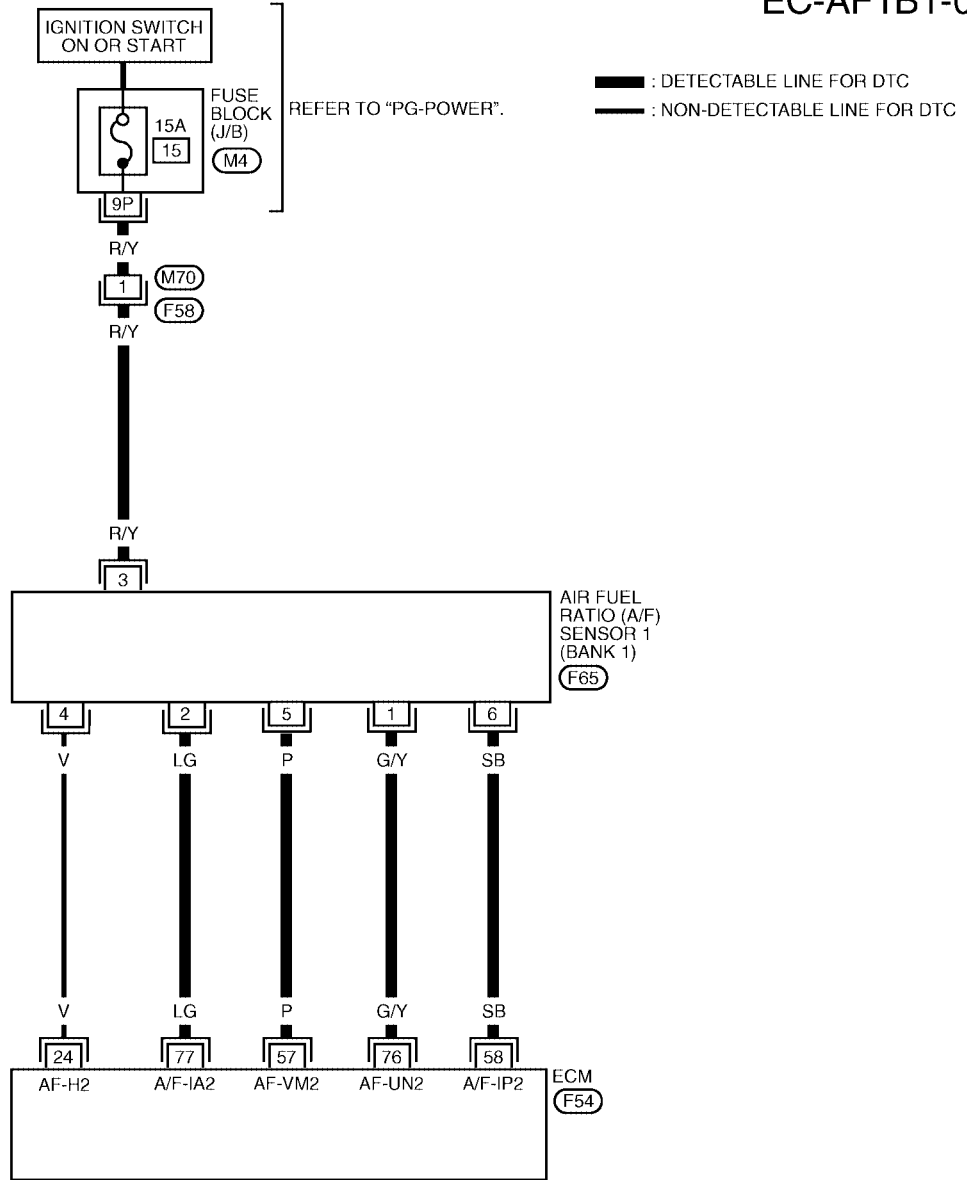 EC-AF1B1-0
IGNITION SWITCH
ON OR START
FUSE
BLOCK
(J/B)
M4
15A
15
REFER TO “PG-POWER”.
: DETECTABLE LINE FOR DTC
: NON-DETECTABLE LINE FOR DTC
9P
R/Y
1
M70
F58
R/Y
R/Y
3
AIR FUEL
RATIO (A/F)
SENSOR 1
(BANK 1)
F65
4 2 5 1 6
V LG P G/Y SB
V LG P G/Y SB
24 77 57 76 58
AF-H2 A/F-IA2 AF-VM2 AF-UN2 A/F-IP2
ECM
F54